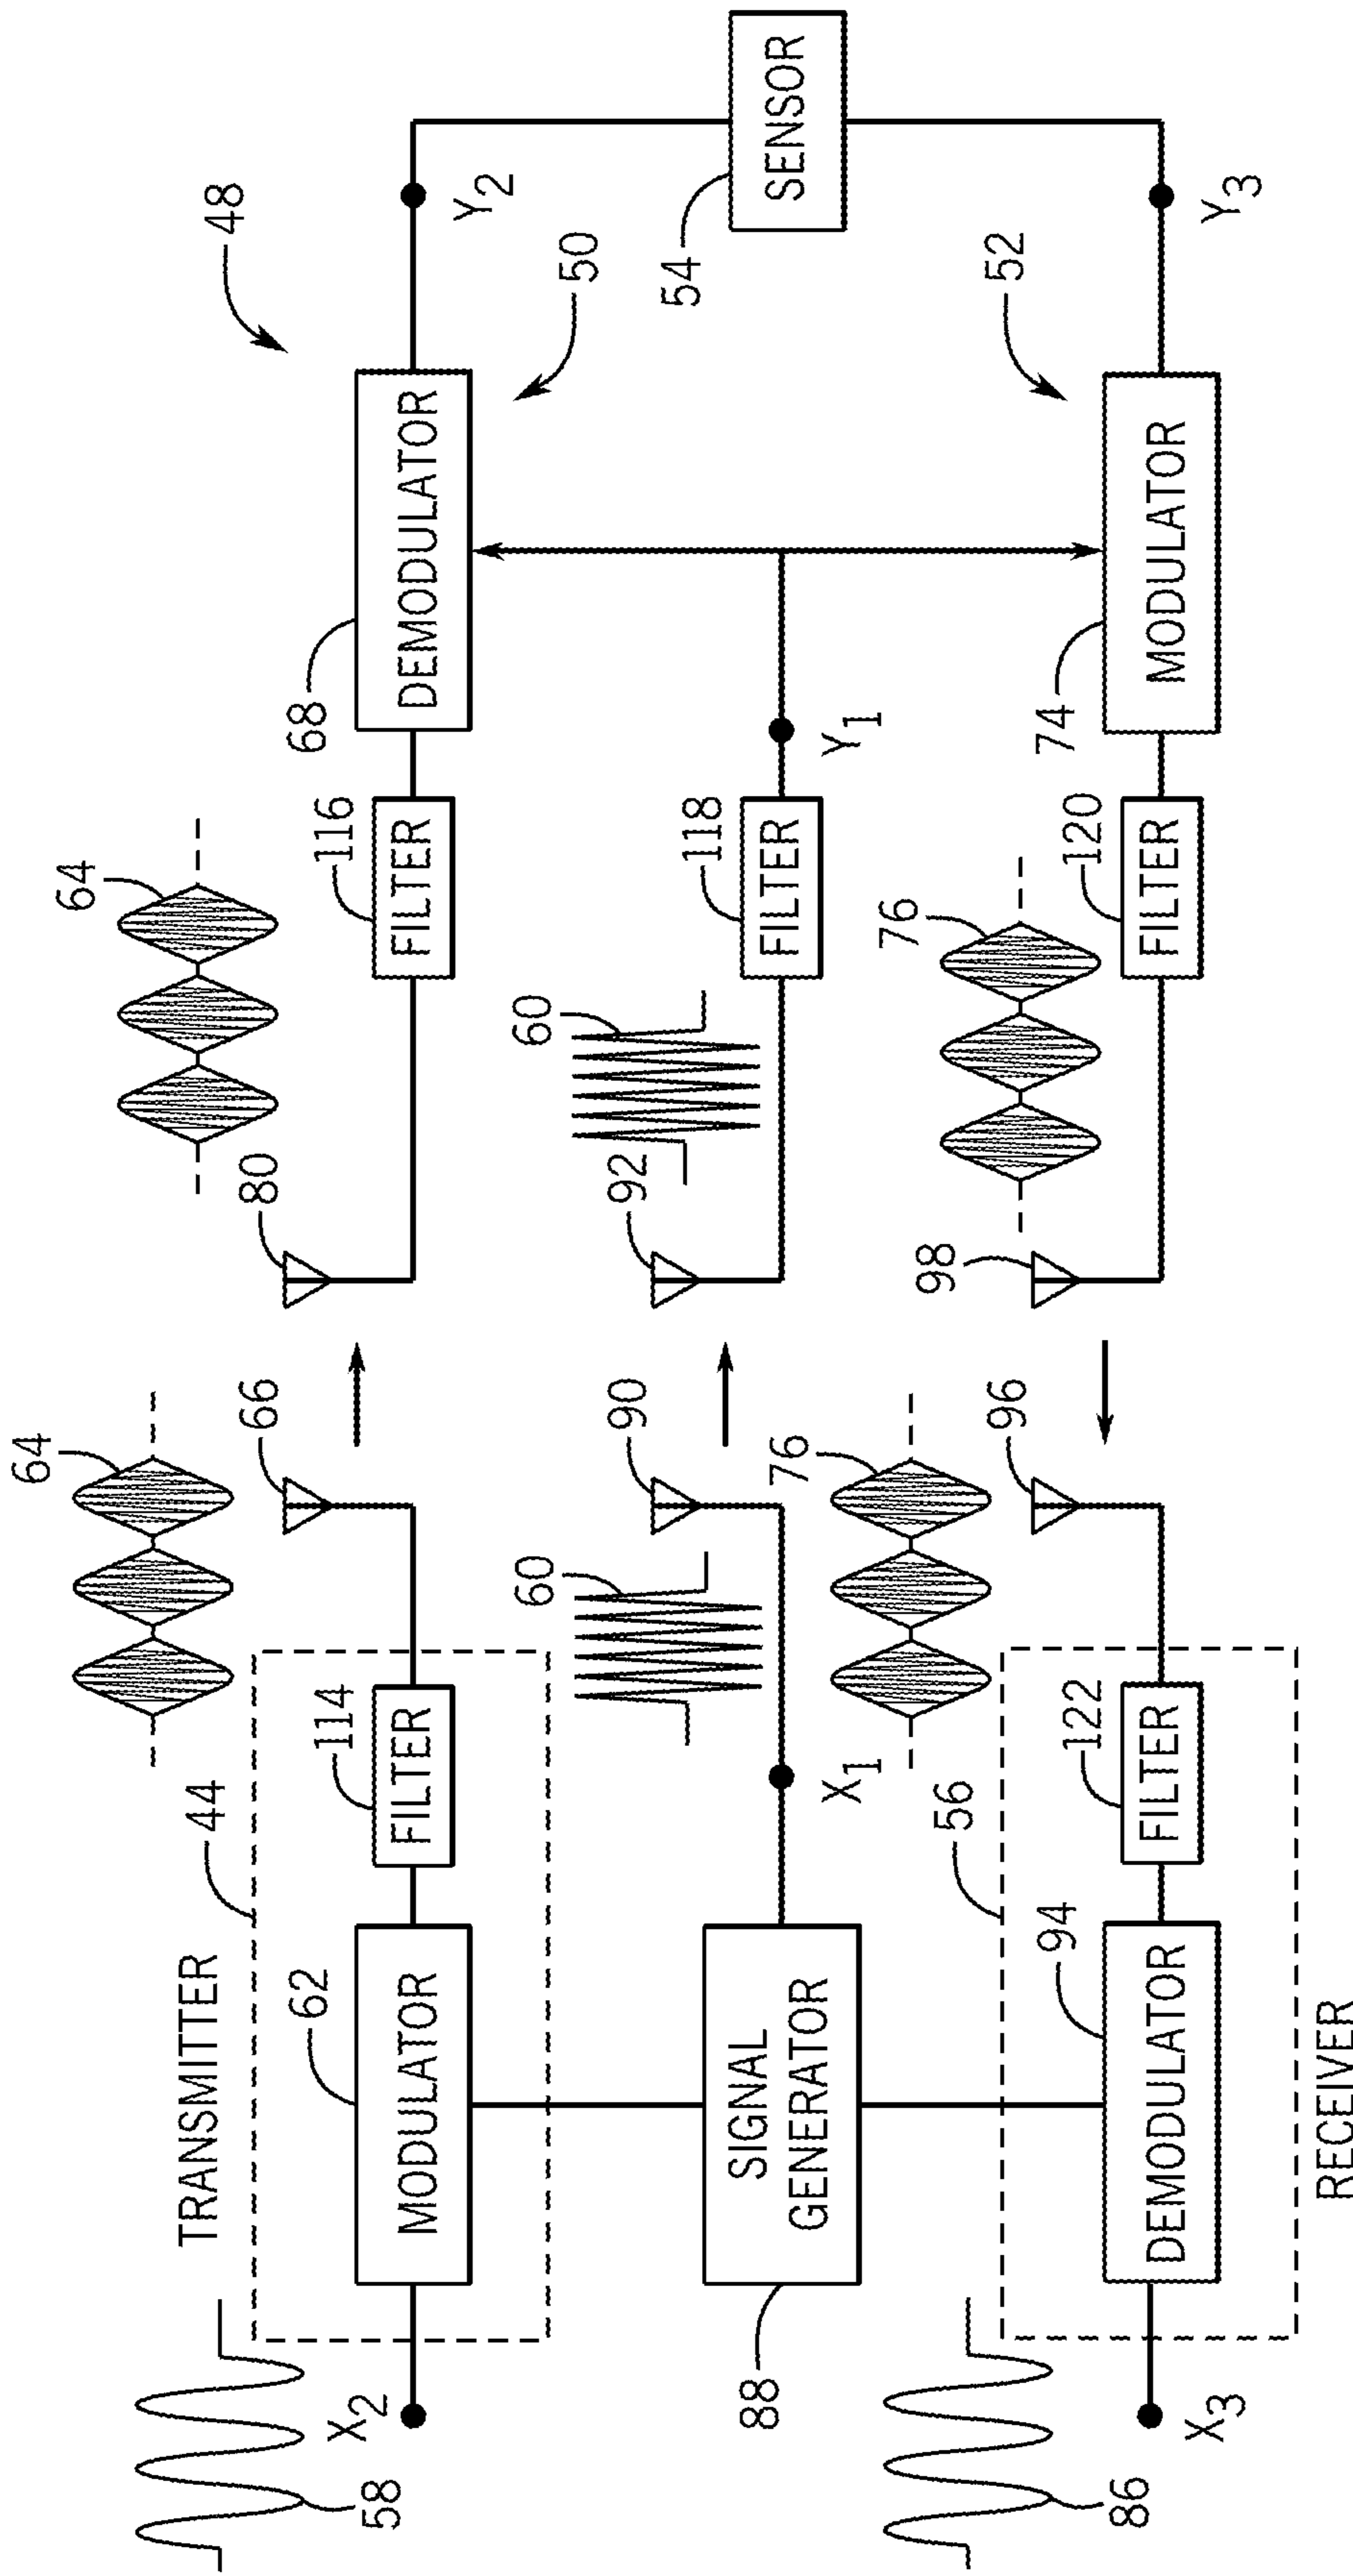 TRANSMITTER
44
64
64
48
58
X2
62
MODULATOR
114
FILTER
66
80
116
FILTER
68
DEMODULATOR
50
Y2
88
SIGNAL
GENERATOR
X1
60
90
92
60
118
FILTER
Y1
54
SENSOR
86
X3
RECEIVER
56
94
DEMODULATOR
122
FILTER
76
96
98
76
120
FILTER
74
MODULATOR
52
Y3